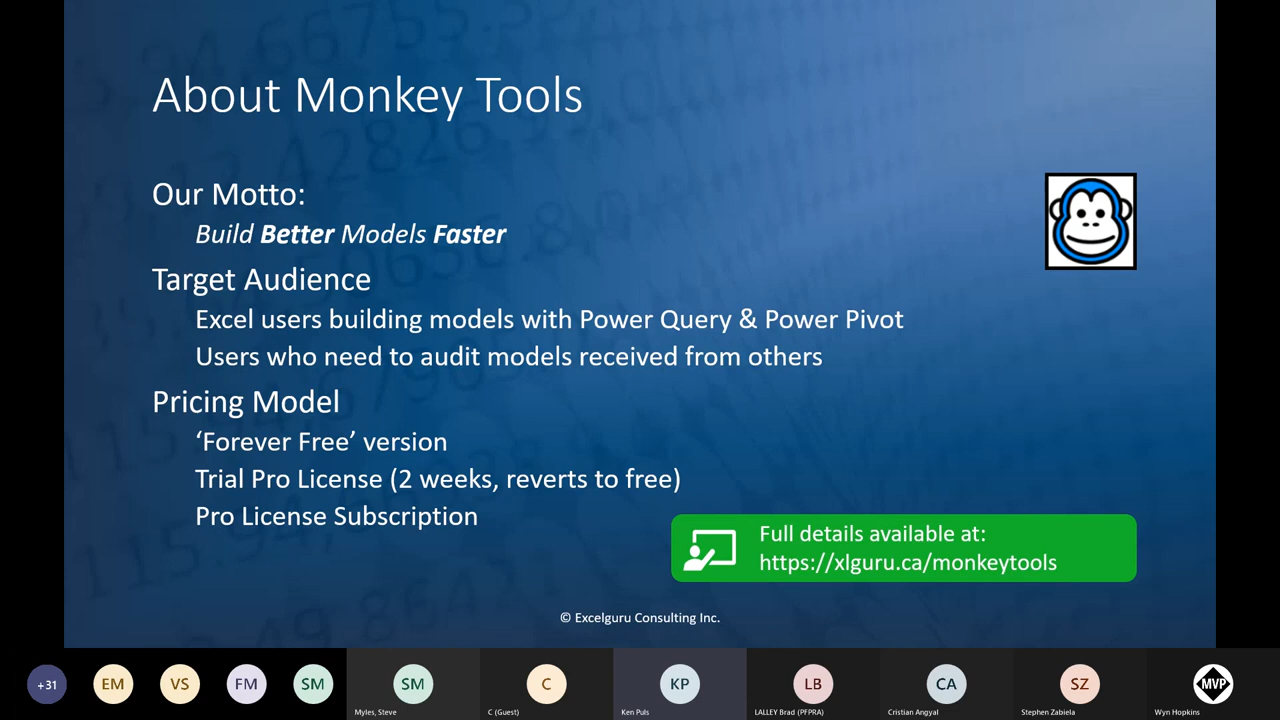 About Monkey Tools
Our Motto:
Build Better Models Faster
Target Audience
Excel users building models with Power Query & Power Pivot
Users who need to audit models received from others
Pricing Model
‘Forever Free’ version
Trial Pro License (2 weeks, reverts to free)
Pro License Subscription
Full details available at:
https://xlguru.ca/monkeytools
© Excelguru Consulting Inc.
+31
EM
VS
FM
SM
SM
C
KP
LB
CA
SZ
MVP
Myles, Steve
C (Guest)
Ken Puls
LALLEY Brad (PFPRA)
Cristian Angyal
Stephen Zabiela
Wyn Hopkins